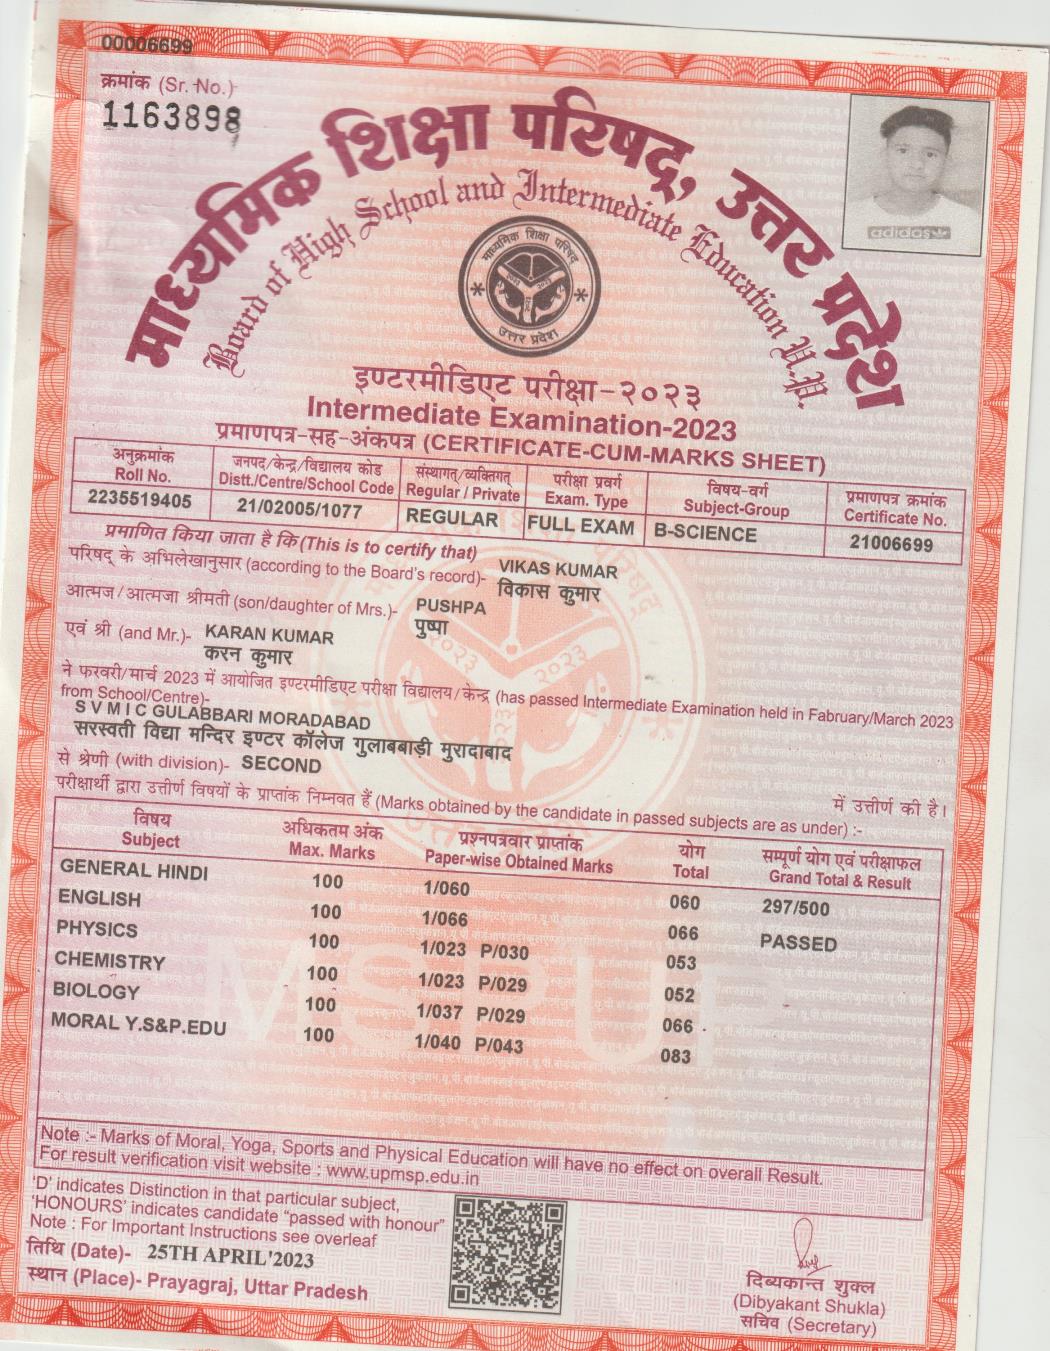 00006699
क्रमांक (Sr. No.)
1163898
माध्यमिक शिक्षा परिषद्, उत्तर प्रदेश
Board of High School and Intermediate Education U.P.
माध्यमिक शिक्षा परिषद
उत्तर प्रदेश
adidas
इण्टरमीडिएट परीक्षा-२०२३
Intermediate Examination-2023
प्रमाणपत्र-सह-अंकपत्र (CERTIFICATE-CUM-MARKS SHEET)
अनुक्रमांक जनपद/केन्द्र/विद्यालय कोड संस्थागत/व्यक्तिगत परीक्षा प्रवर्ग विषय-वर्ग प्रमाणपत्र क्रमांक
Roll No. Distt./Centre/School Code Regular / Private Exam. Type Subject-Group Certificate No.
2235519405 21/02005/1077 REGULAR FULL EXAM B-SCIENCE 21006699
प्रमाणित किया जाता है कि (This is to certify that)
परिषद् के अभिलेखानुसार (according to the Board's record)- VIKAS KUMAR
विकास कुमार
आत्मज/आत्मजा श्रीमती (son/daughter of Mrs.)- PUSHPA
पुष्पा
एवं श्री (and Mr.)- KARAN KUMAR
करन कुमार
ने फरवरी/मार्च 2023 में आयोजित इण्टरमीडिएट परीक्षा विद्यालय/केन्द्र (has passed Intermediate Examination held in Fabruary/March 2023
from School/Centre)-
S V M I C GULABBARI MORADABAD
सरस्वती विद्या मन्दिर इण्टर कॉलेज गुलाबबाड़ी मुरादाबाद
से श्रेणी (with division)- SECOND में उत्तीर्ण की है।
परीक्षार्थी द्वारा उत्तीर्ण विषयों के प्राप्तांक निम्नवत हैं (Marks obtained by the candidate in passed subjects are as under) :-
विषय अधिकतम अंक प्रश्नपत्रवार प्राप्तांक योग सम्पूर्ण योग एवं परीक्षाफल
Subject Max. Marks Paper-wise Obtained Marks Total Grand Total & Result
GENERAL HINDI 100 1/060 060 297/500
ENGLISH 100 1/066 066 PASSED
PHYSICS 100 1/023 P/030 053
CHEMISTRY 100 1/023 P/029 052
BIOLOGY 100 1/037 P/029 066
MORAL Y.S&P.EDU 100 1/040 P/043 083
MSPUP
Note :- Marks of Moral, Yoga, Sports and Physical Education will have no effect on overall Result.
For result verification visit website : www.upmsp.edu.in
'D' indicates Distinction in that particular subject,
'HONOURS' indicates candidate "passed with honour"
Note : For Important Instructions see overleaf
तिथि (Date)- 25TH APRIL'2023
स्थान (Place)- Prayagraj, Uttar Pradesh
दिब्यकान्त शुक्ल
(Dibyakant Shukla)
सचिव (Secretary)